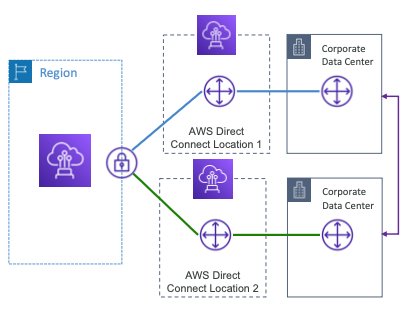 Region
AWS Direct
Connect Location 1
Corporate
Data Center
AWS Direct
Connect Location 2
Corporate
Data Center